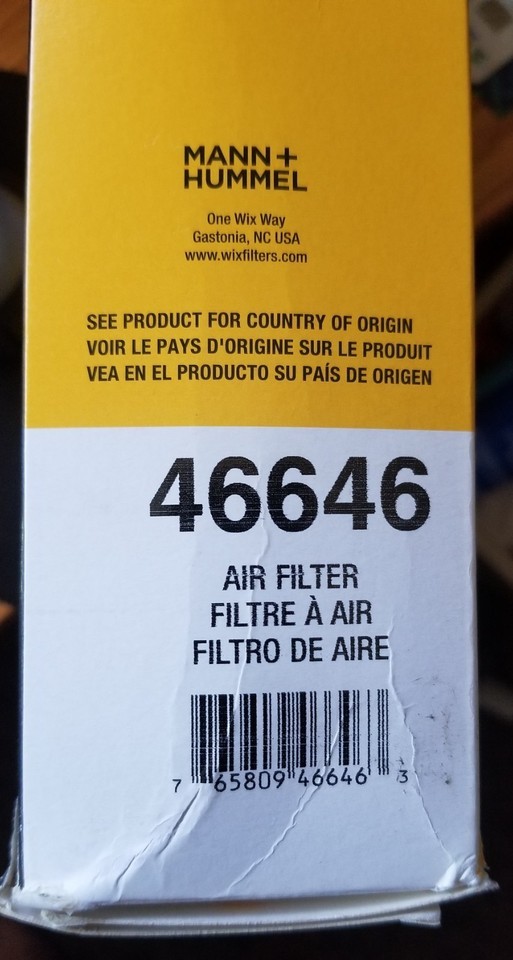 MANN+
HUMMEL
One Wix Way
Gastonia, NC USA
www.wixfilters.com
SEE PRODUCT FOR COUNTRY OF ORIGIN
VOIR LE PAYS D'ORIGINE SUR LE PRODUIT
VEA EN EL PRODUCTO SU PAÍS DE ORIGEN
46646
AIR FILTER
FILTRE À AIR
FILTRO DE AIRE
7 65809 46646 3